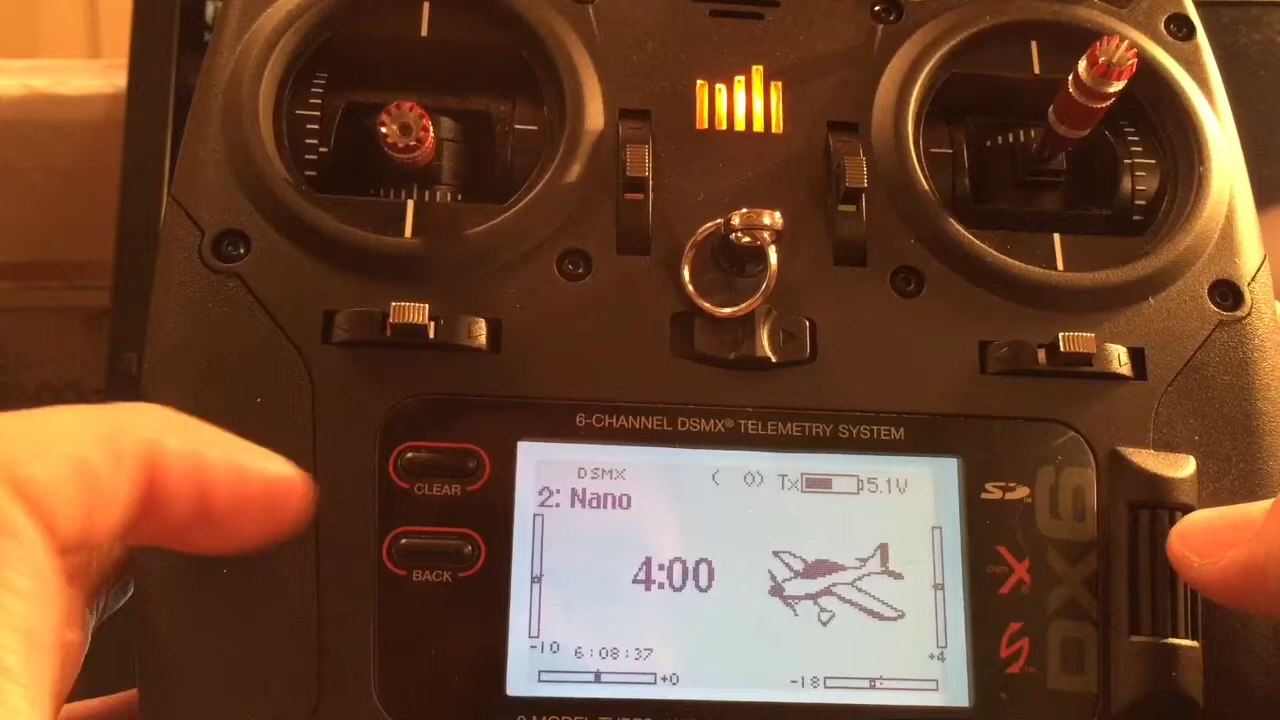 6-CHANNEL DSMX® TELEMETRY SYSTEM
CLEAR
BACK
DSMX
Tx 5.1V
2: Nano
4:00
-10 6:08:37 +4
+0 -18
SD
DSM X
DX6